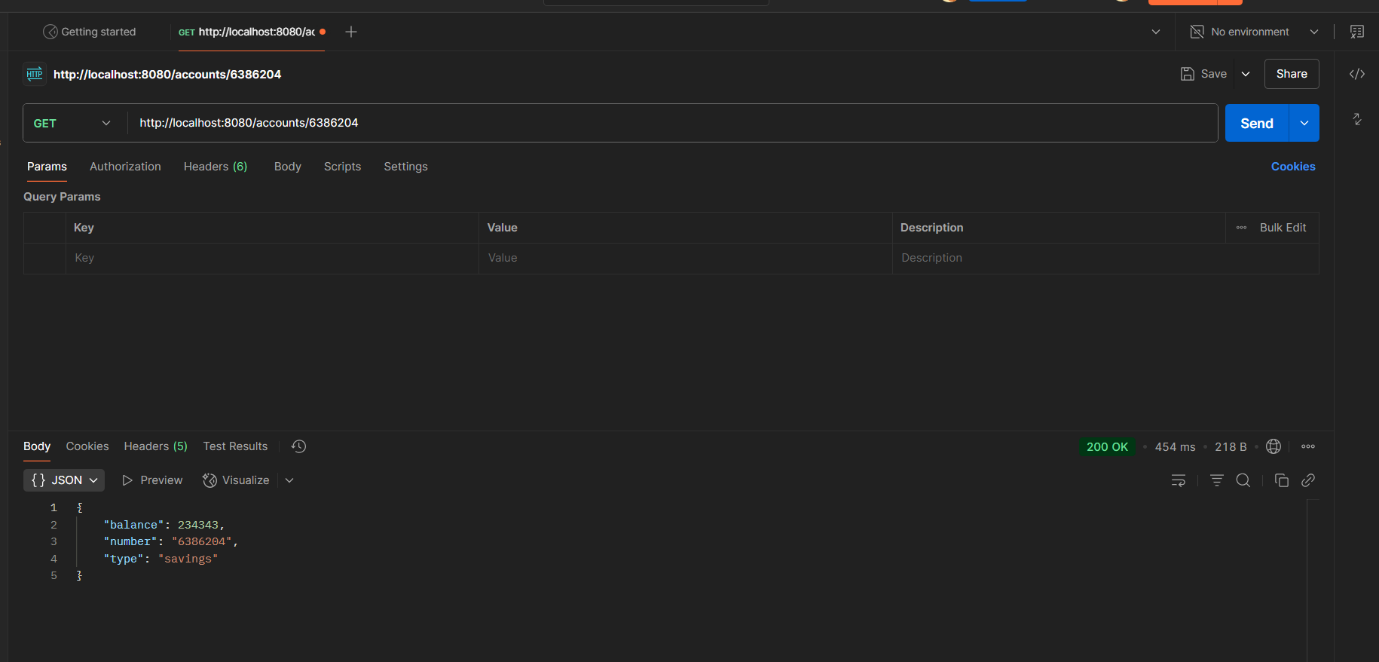 Getting started GET http://localhost:8080/ac No environment
HTTP http://localhost:8080/accounts/6386204 Save Share
GET http://localhost:8080/accounts/6386204 Send
Params Authorization Headers (6) Body Scripts Settings Cookies
Query Params
Key Value Description Bulk Edit
Key Value Description
Body Cookies Headers (5) Test Results 200 OK 454 ms 218 B
{} JSON Preview Visualize
1 {
2 "balance": 234343,
3 "number": "6386204",
4 "type": "savings"
5 }